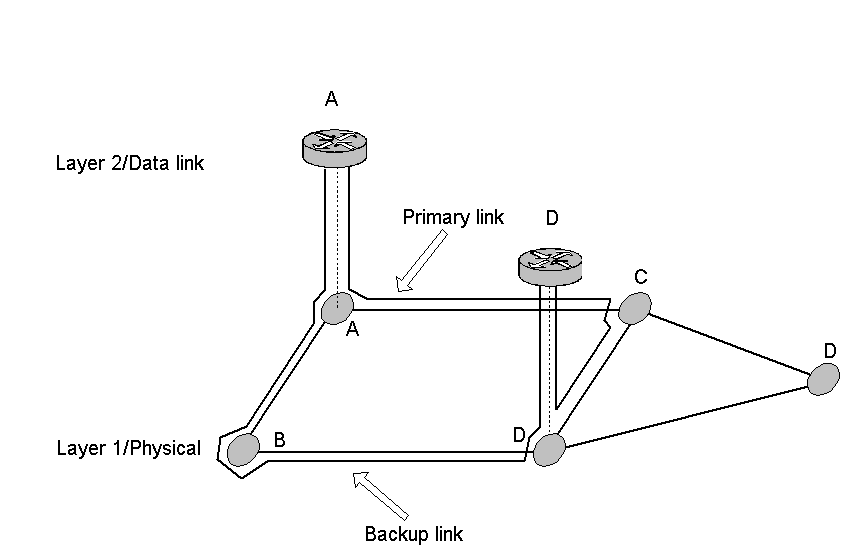 A
Layer 2/Data link
Primary link
D
C
A
D
Layer 1/Physical
B
D
Backup link